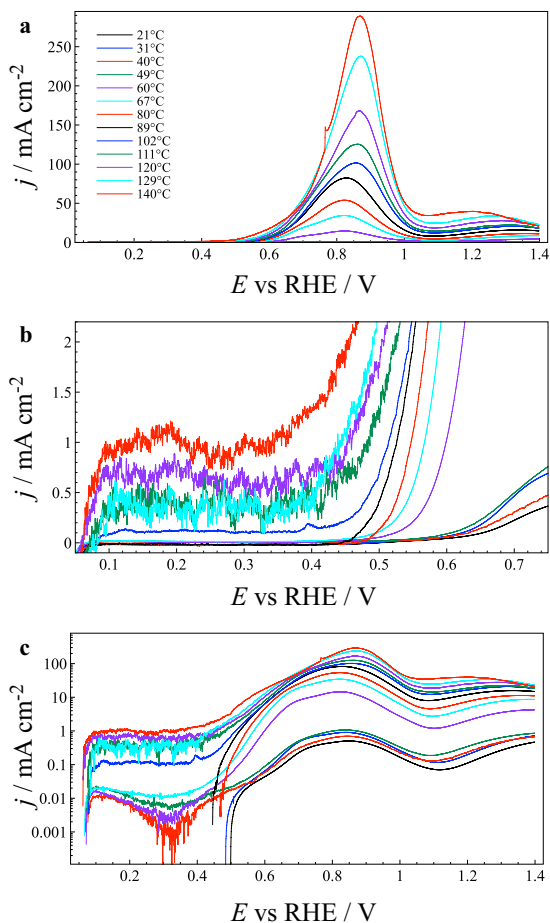 a
j / mA cm-2
250
200
150
100
50
0
21°C
31°C
40°C
49°C
60°C
67°C
80°C
89°C
102°C
111°C
120°C
129°C
140°C
0.2 0.4 0.6 0.8 1 1.2 1.4
E vs RHE / V
b
j / mA cm-2
2
1.5
1
0.5
0
0.1 0.2 0.3 0.4 0.5 0.6 0.7
E vs RHE / V
c
j / mA cm-2
100
10
1
0.1
0.01
0.001
0.2 0.4 0.6 0.8 1 1.2 1.4
E vs RHE / V